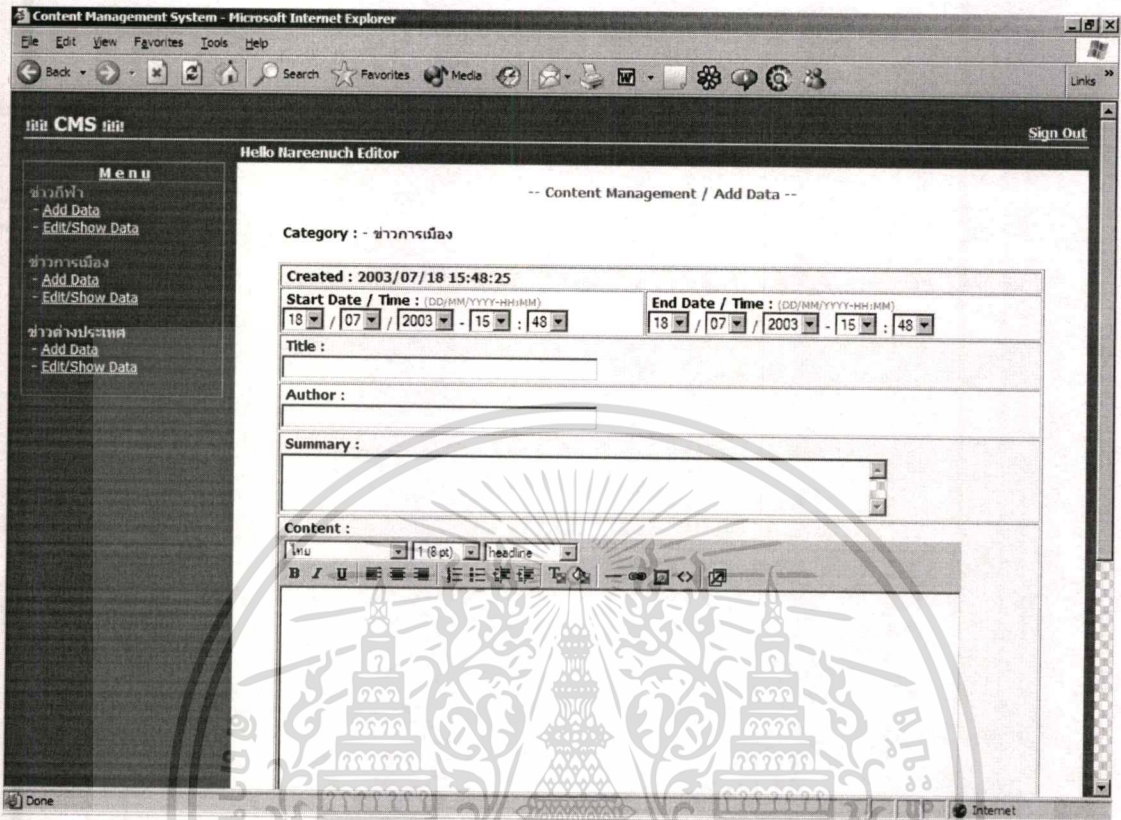 Content Management System - Microsoft Internet Explorer
File Edit View Favorites Tools Help
Back Search Favorites Media Links »
CMS
Sign Out
Hello Nareenuch Editor
Menu
ข่าวกีฬา
- Add Data
- Edit/Show Data
ข่าวการเมือง
- Add Data
- Edit/Show Data
ข่าวต่างประเทศ
- Add Data
- Edit/Show Data
-- Content Management / Add Data --
Category : - ข่าวการเมือง
Created : 2003/07/18 15:48:25
Start Date / Time : (DD/MM/YYYY-HH:MM)
18 / 07 / 2003 - 15 : 48
End Date / Time : (DD/MM/YYYY-HH:MM)
18 / 07 / 2003 - 15 : 48
Title :
Author :
Summary :
Content :
ไทย 1 (8 pt) headline
B I U
Done
Internet